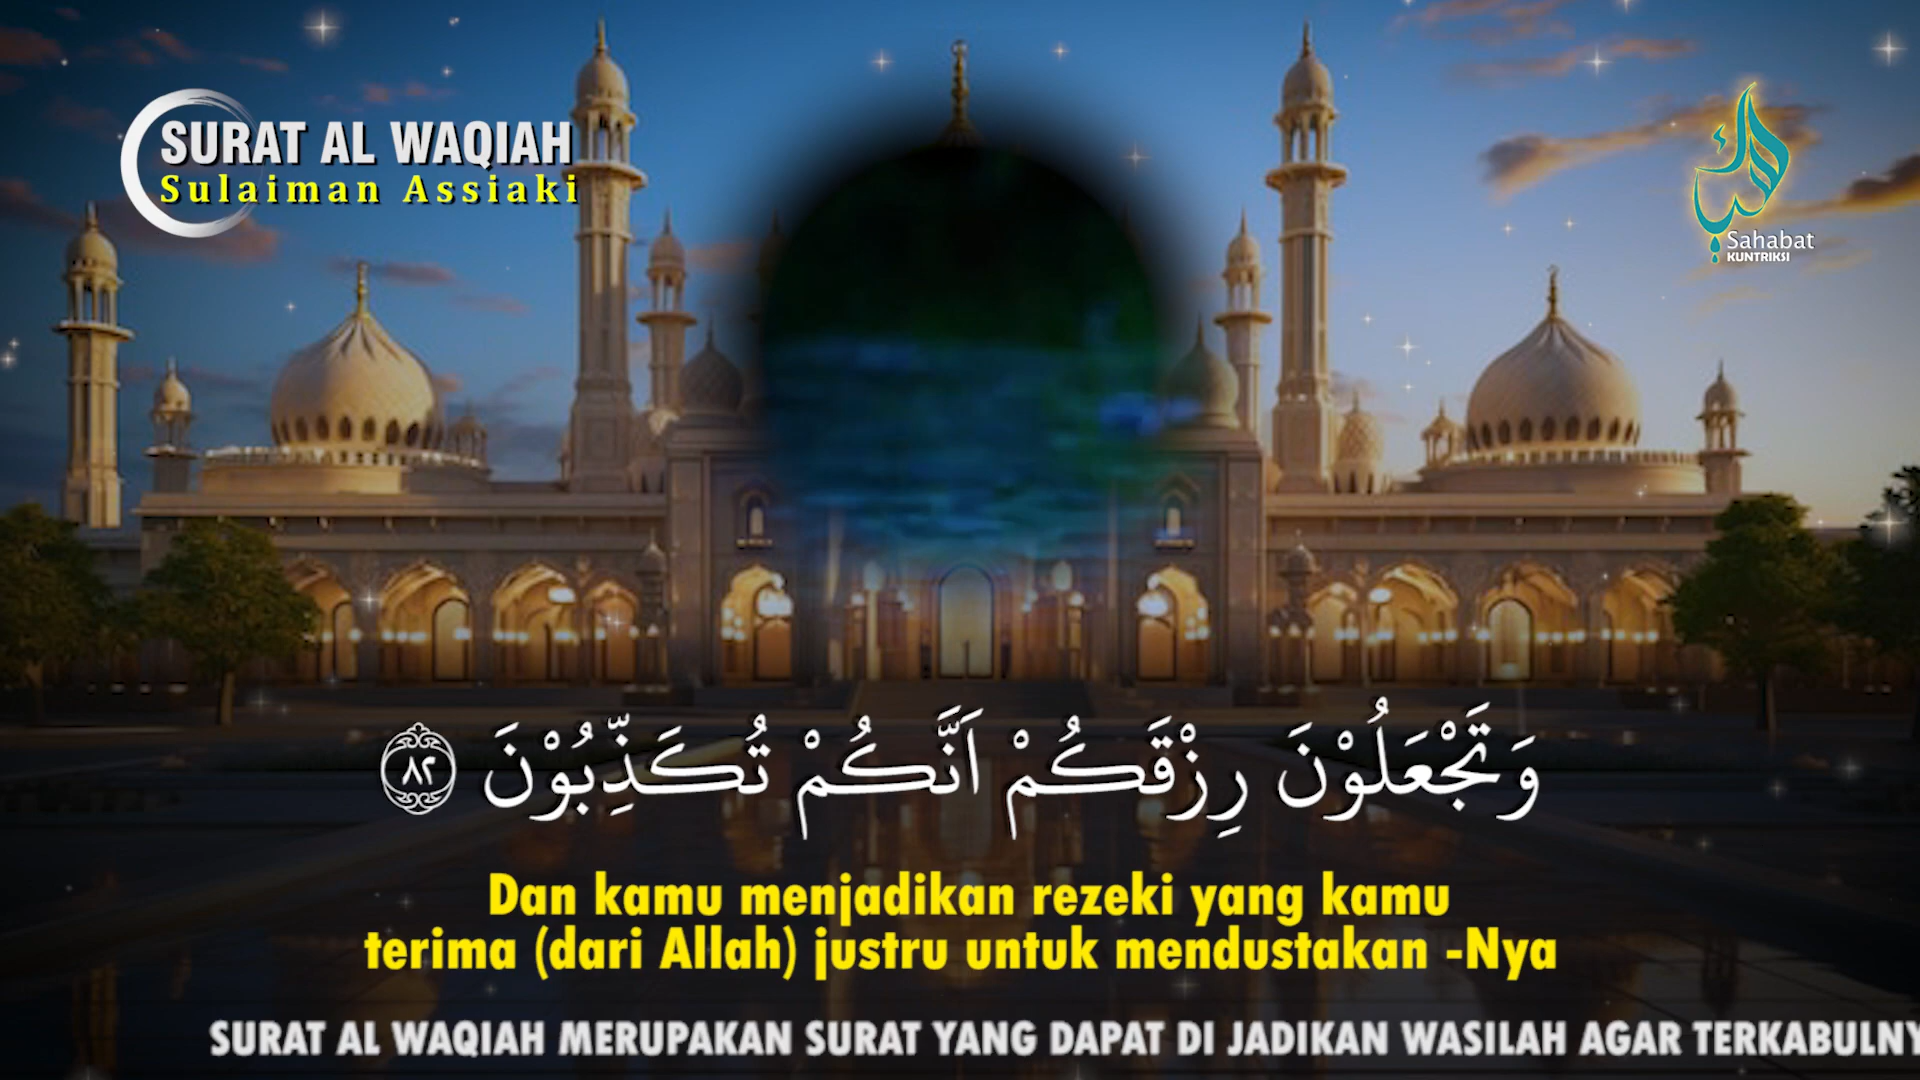 SURAT AL WAQIAH
Sulaiman Assiaki
Sahabat
KUNTRIKSI
وَتَجْعَلُوْنَ رِزْقَكُمْ اَنَّكُمْ تُكَذِّبُوْنَ ٨٢
Dan kamu menjadikan rezeki yang kamu
terima (dari Allah) justru untuk mendustakan -Nya
SURAT AL WAQIAH MERUPAKAN SURAT YANG DAPAT DI JADIKAN WASILAH AGAR TERKABULNY